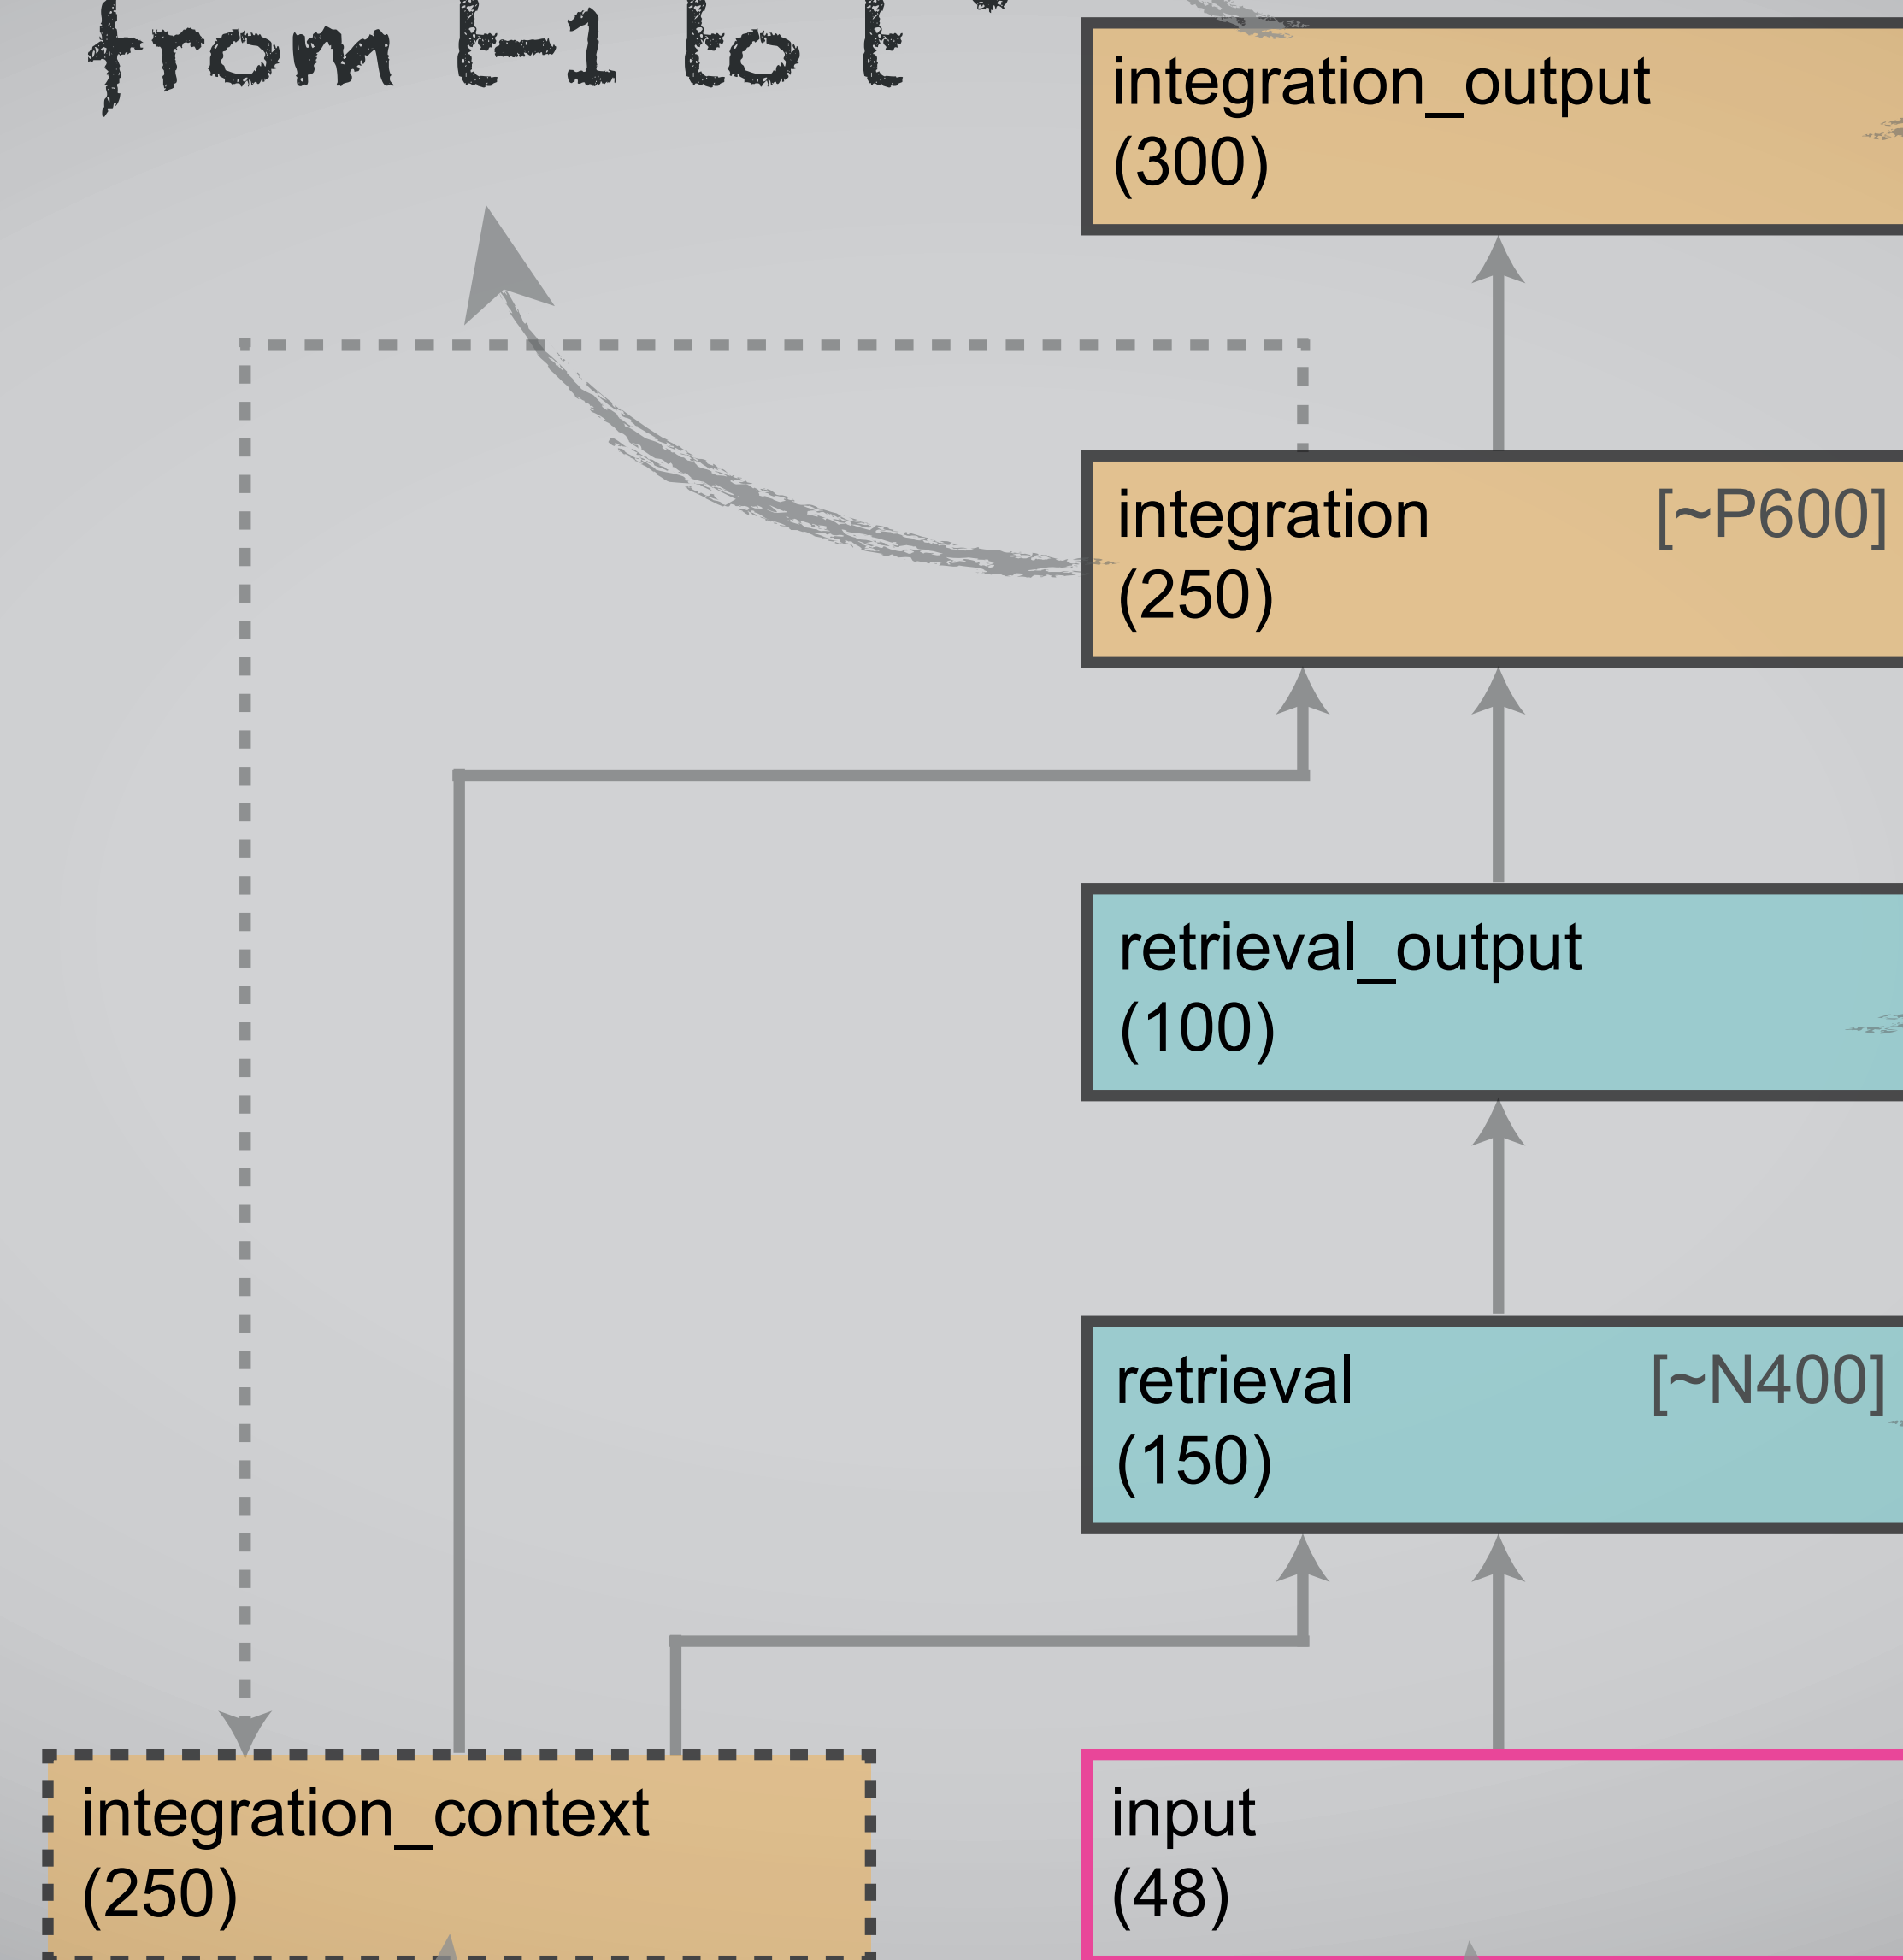 from t-1 to t
integration_output
(300)
integration [~P600]
(250)
retrieval_output
(100)
retrieval [~N400]
(150)
integration_context
(250)
input
(48)